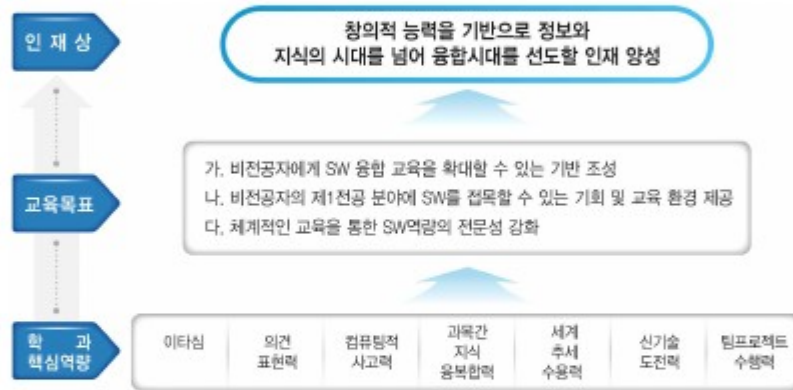 인 재 상
창의적 능력을 기반으로 정보와
지식의 시대를 넘어 융합시대를 선도할 인재 양성
교육목표
가. 비전공자에게 SW 융합 교육을 확대할 수 있는 기반 조성
나. 비전공자의 제1전공 분야에 SW를 접목할 수 있는 기회 및 교육 환경 제공
다. 체계적인 교육을 통한 SW역량의 전문성 강화
학 과
핵심역량
이타심
의견
표현력
컴퓨팅적
사고력
과목간
지식
융복합력
세계
추세
수용력
신기술
도전력
팀프로젝트
수행력